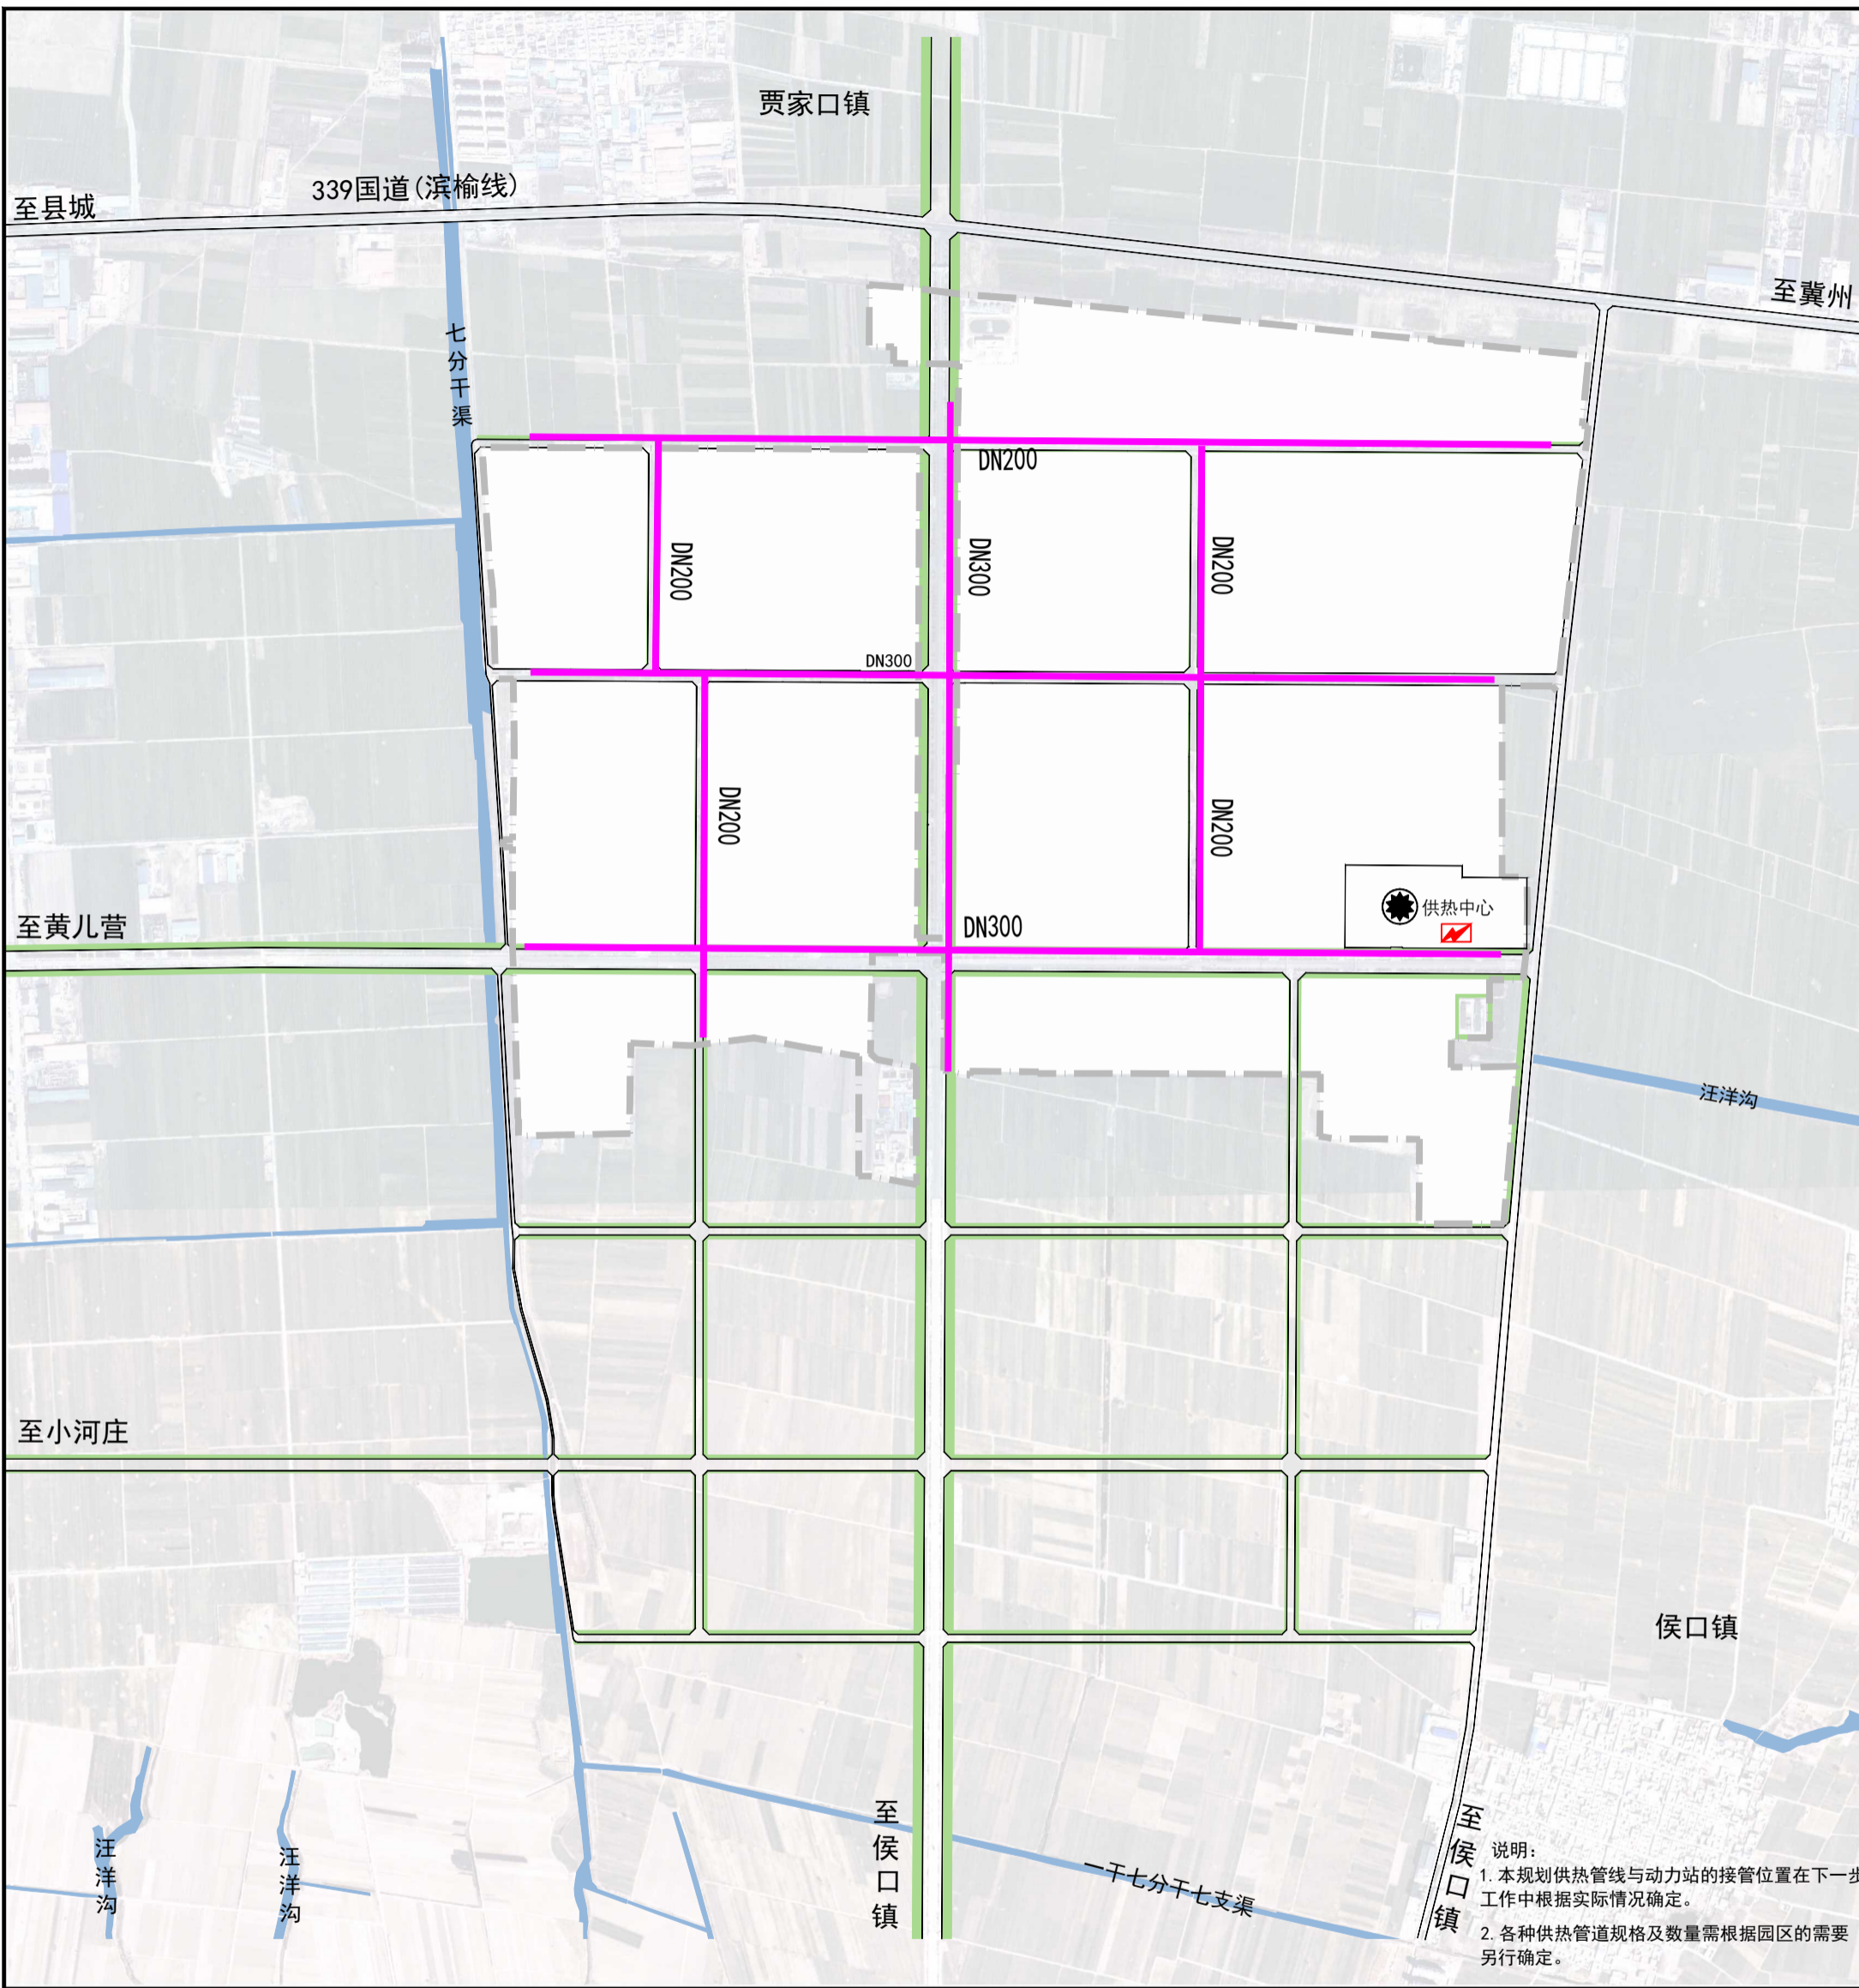 贾家口镇
339国道(滨榆线)
至县城
至冀州
七分干渠
DN200
DN200
DN300
DN200
DN300
DN200
DN200
供热中心
DN300
至黄儿营
汪洋沟
至小河庄
侯口镇
至侯口镇
至侯口镇
汪洋沟
汪洋沟
一干七分干七支渠
说明:
1. 本规划供热管线与动力站的接管位置在下一步
工作中根据实际情况确定。
2. 各种供热管道规格及数量需根据园区的需要
另行确定。